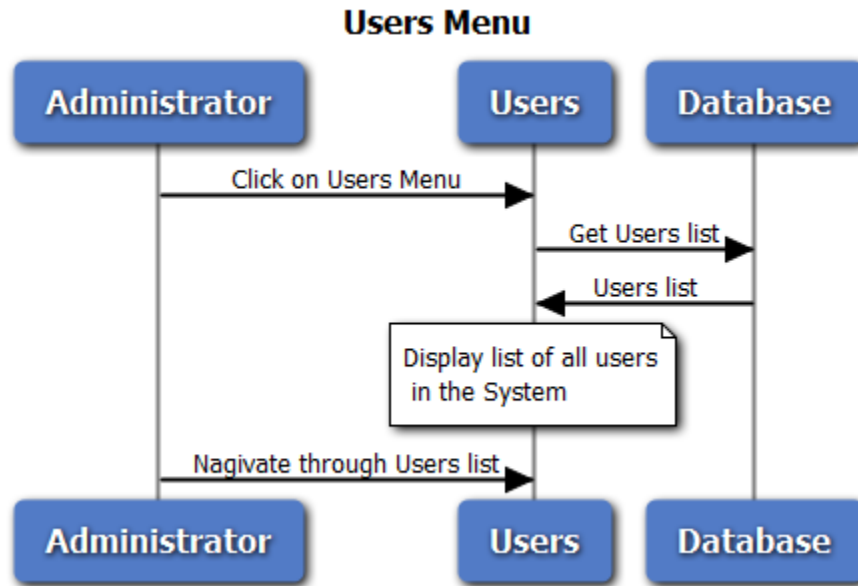 Users Menu
Administrator
Users
Database
Click on Users Menu
Get Users list
Users list
Display list of all users
in the System
Nagivate through Users list
Administrator
Users
Database